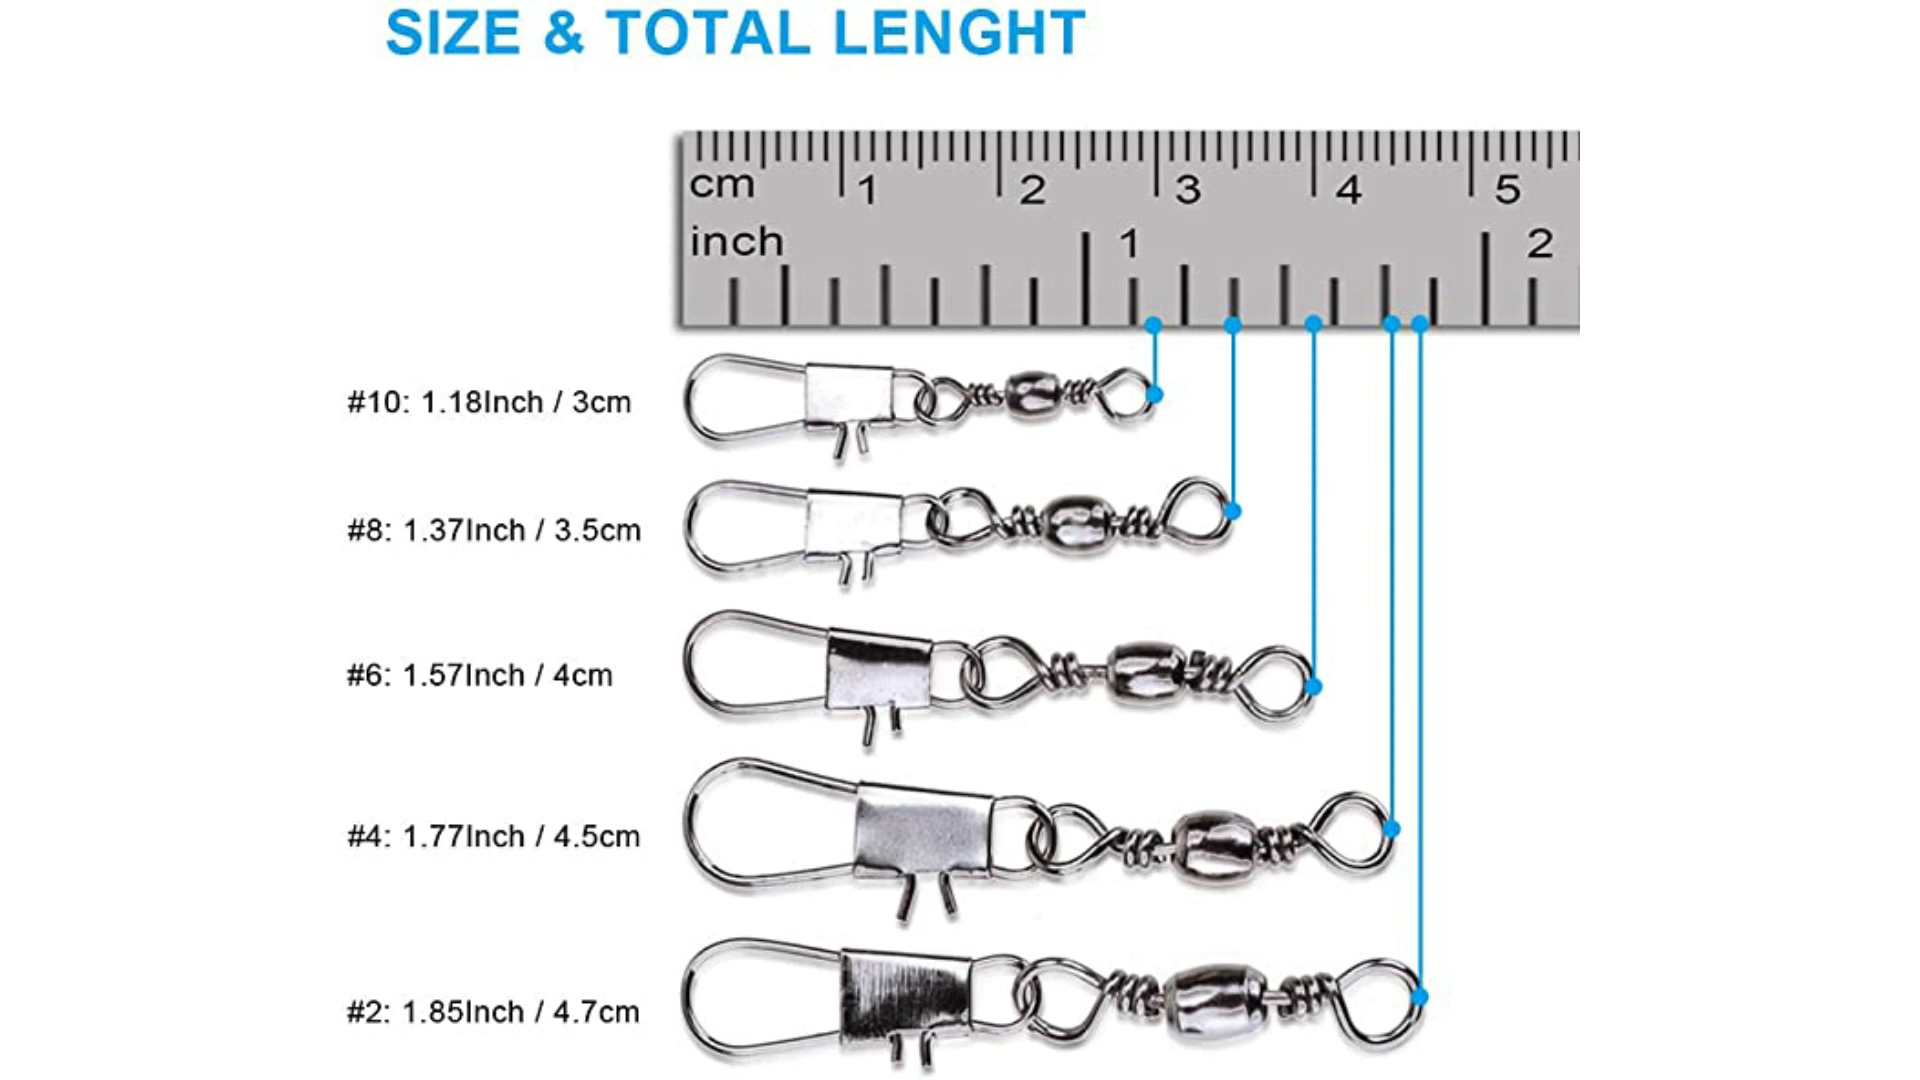 SIZE & TOTAL LENGHT
cm 1 2 3 4 5
inch 1 2
#10: 1.18Inch / 3cm
#8: 1.37Inch / 3.5cm
#6: 1.57Inch / 4cm
#4: 1.77Inch / 4.5cm
#2: 1.85Inch / 4.7cm